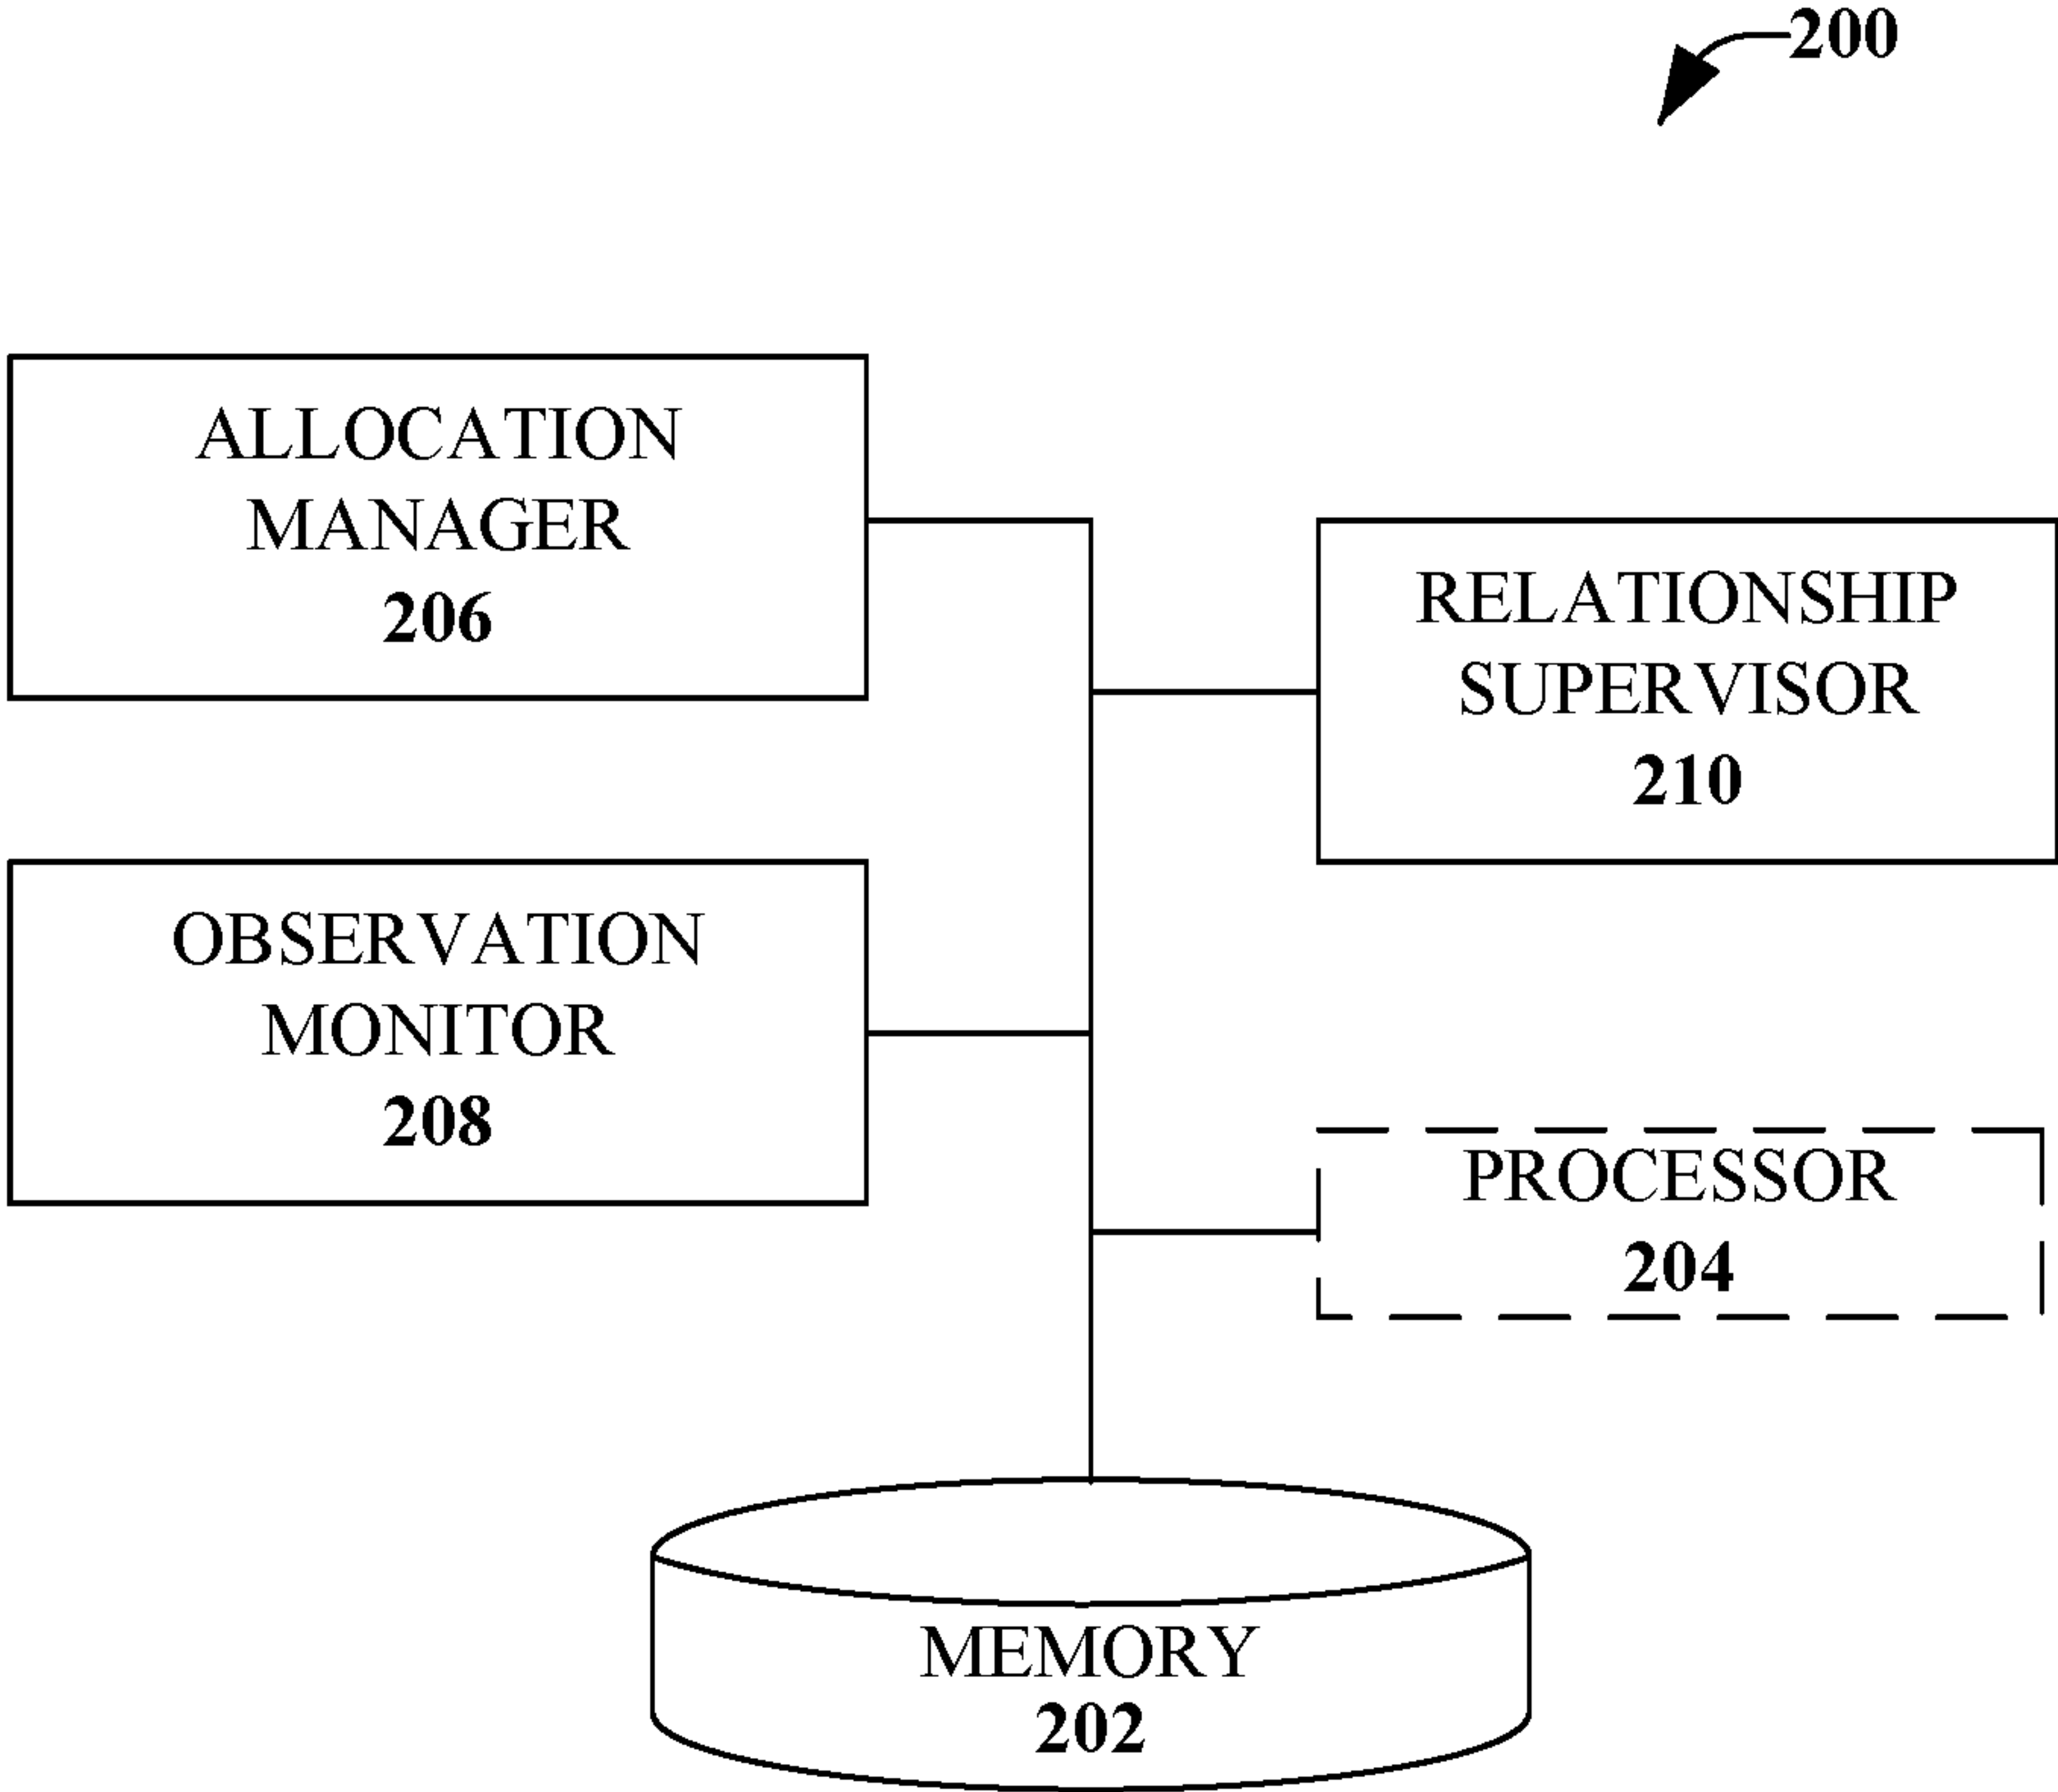 200
ALLOCATION
MANAGER
206
RELATIONSHIP
SUPERVISOR
210
OBSERVATION
MONITOR
208
PROCESSOR
204
MEMORY
202